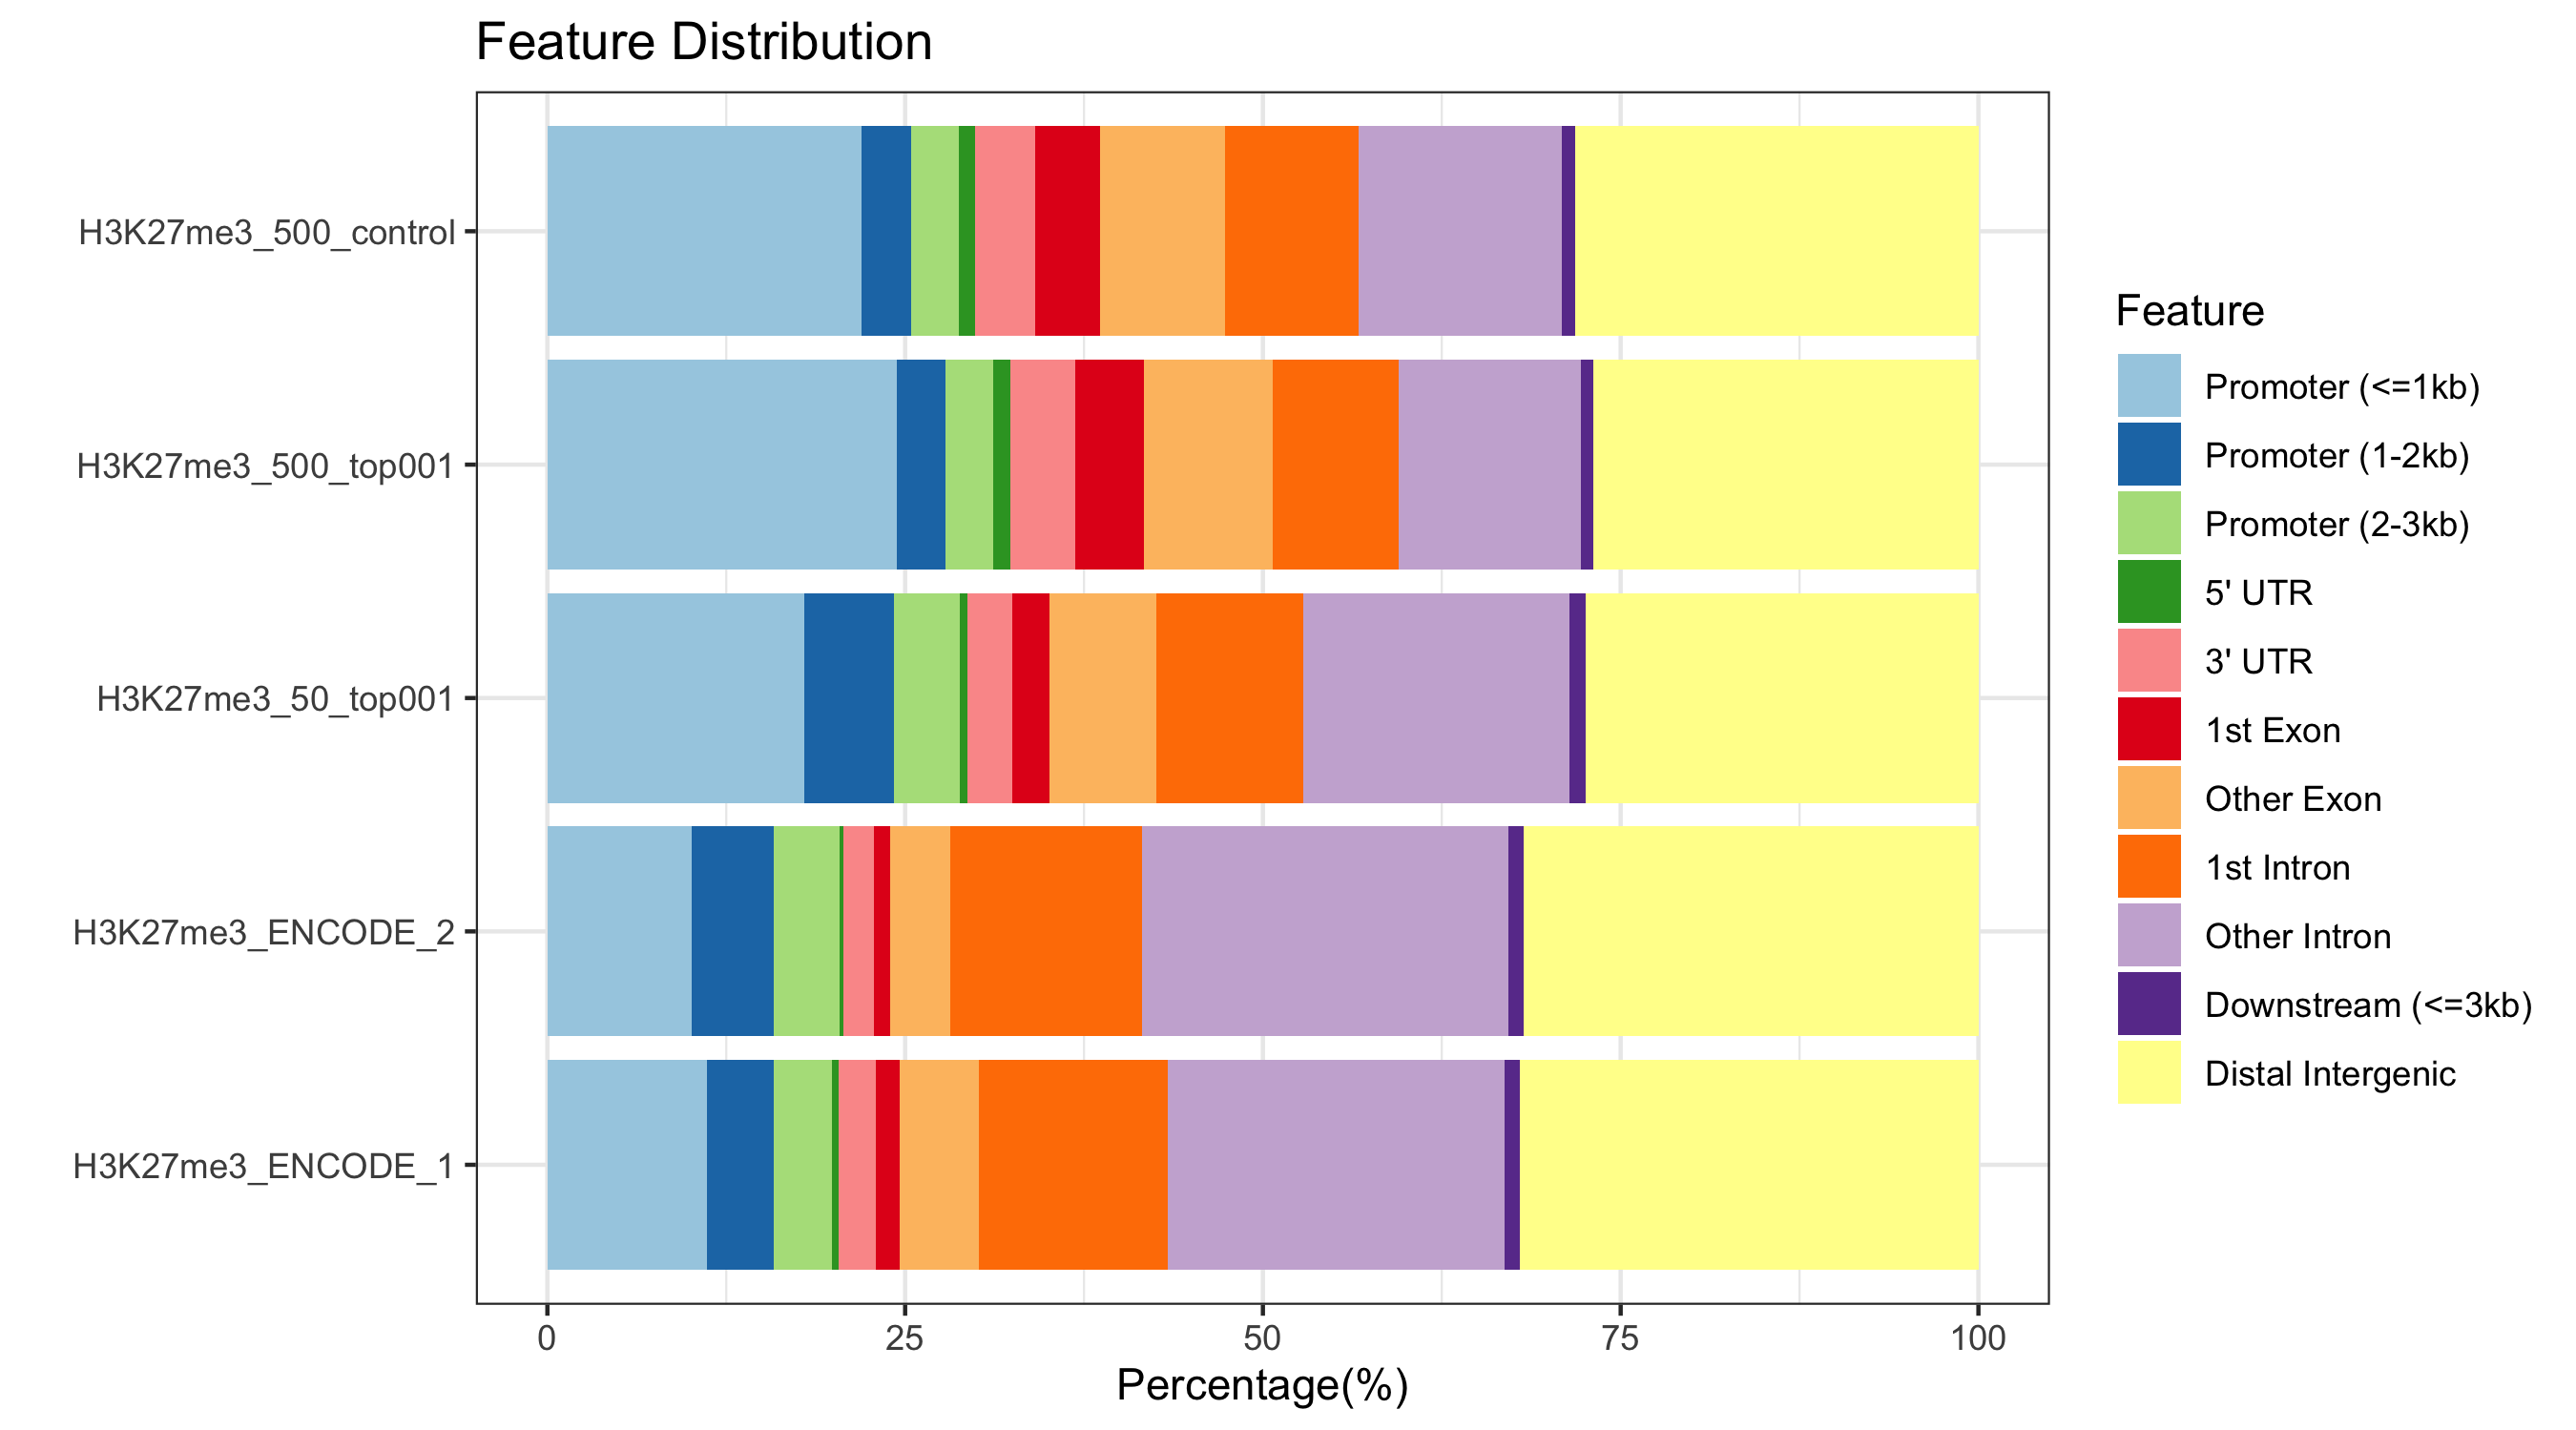 Feature Distribution
H3K27me3_500_control
H3K27me3_500_top001
H3K27me3_50_top001
H3K27me3_ENCODE_2
H3K27me3_ENCODE_1
0 25 50 75 100
Percentage(%)
Feature
Promoter (<=1kb)
Promoter (1-2kb)
Promoter (2-3kb)
5' UTR
3' UTR
1st Exon
Other Exon
1st Intron
Other Intron
Downstream (<=3kb)
Distal Intergenic